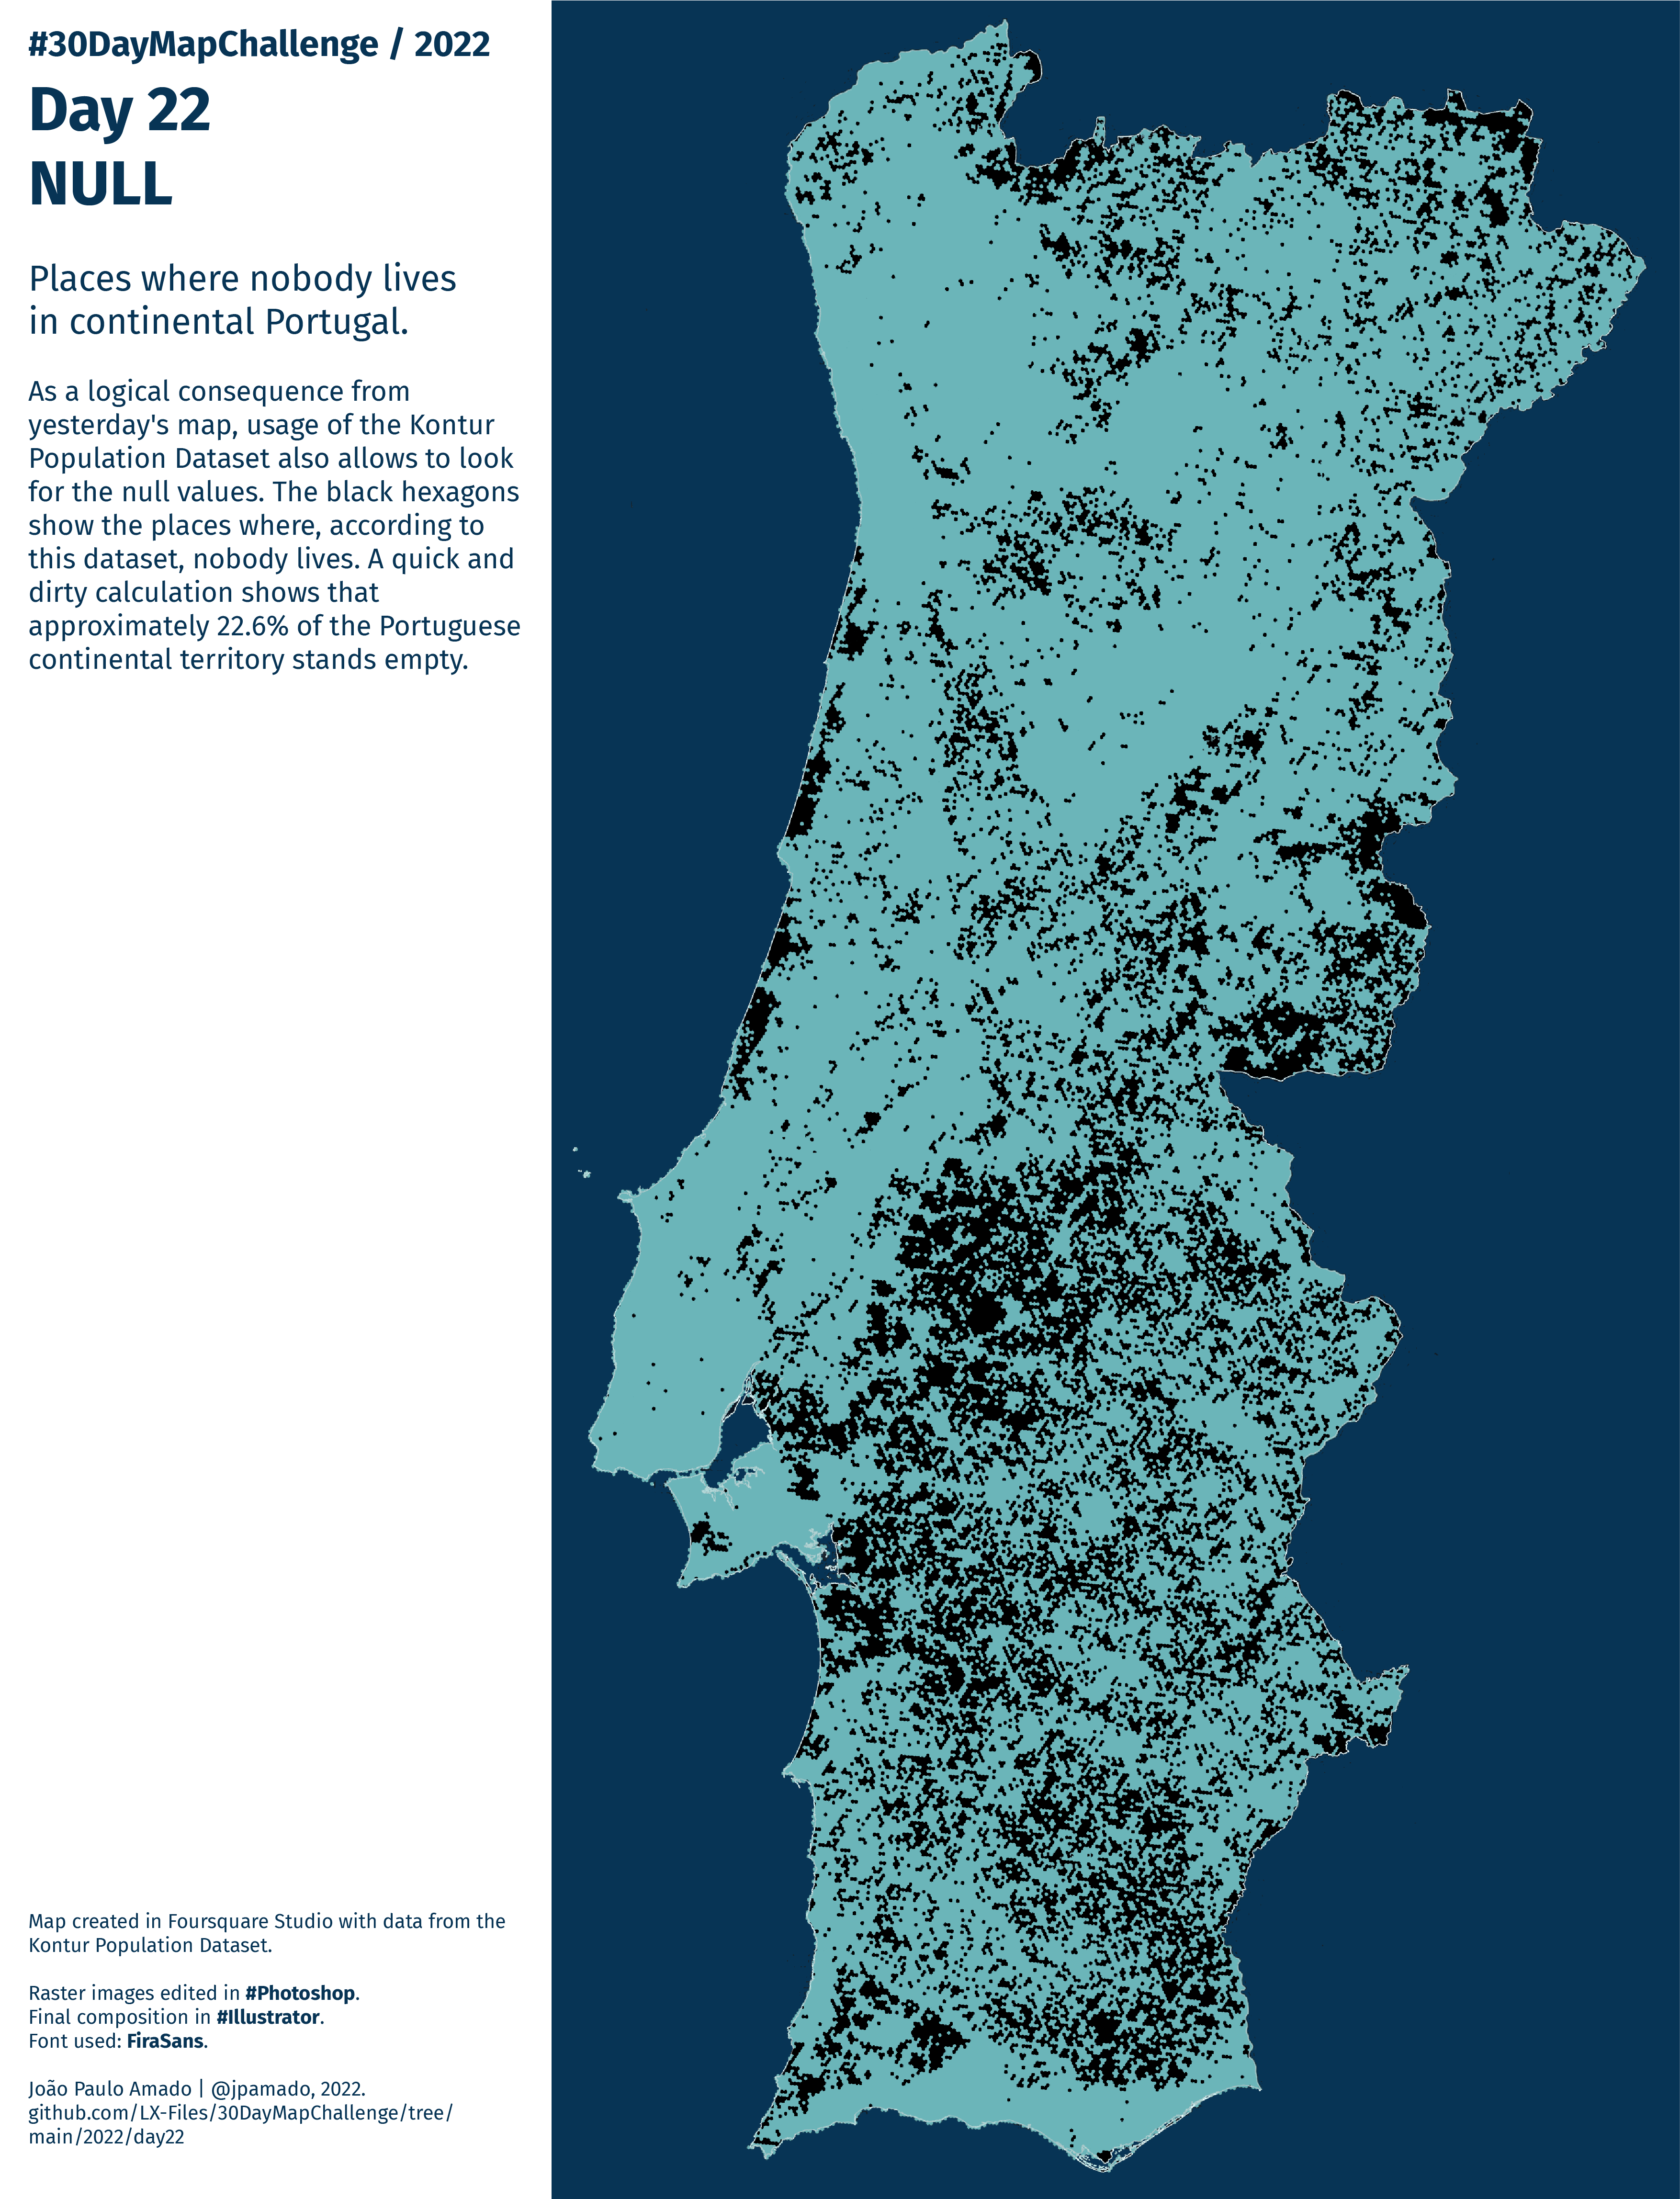 #30DayMapChallenge / 2022
Day 22
NULL
Places where nobody lives
in continental Portugal.
As a logical consequence from
yesterday's map, usage of the Kontur
Population Dataset also allows to look
for the null values. The black hexagons
show the places where, according to
this dataset, nobody lives. A quick and
dirty calculation shows that
approximately 22.6% of the Portuguese
continental territory stands empty.
Map created in Foursquare Studio with data from the
Kontur Population Dataset.
Raster images edited in #Photoshop.
Final composition in #Illustrator.
Font used: FiraSans.
João Paulo Amado | @jpamado, 2022.
github.com/LX-Files/30DayMapChallenge/tree/
main/2022/day22